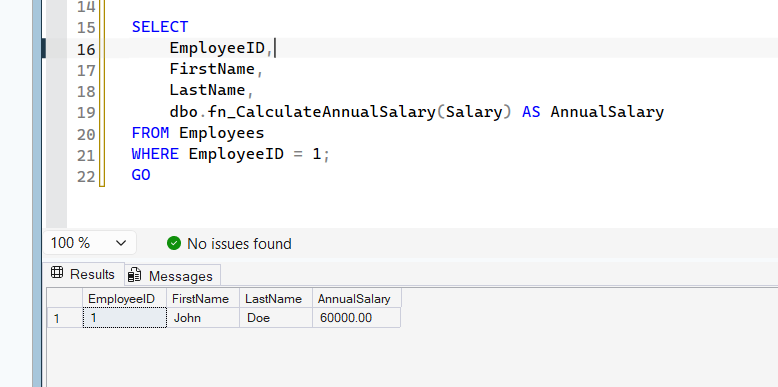 14
15 SELECT
16 EmployeeID,
17 FirstName,
18 LastName,
19 dbo.fn_CalculateAnnualSalary(Salary) AS AnnualSalary
20 FROM Employees
21 WHERE EmployeeID = 1;
22 GO
100 % No issues found
Results Messages
EmployeeID FirstName LastName AnnualSalary
1 1 John Doe 60000.00